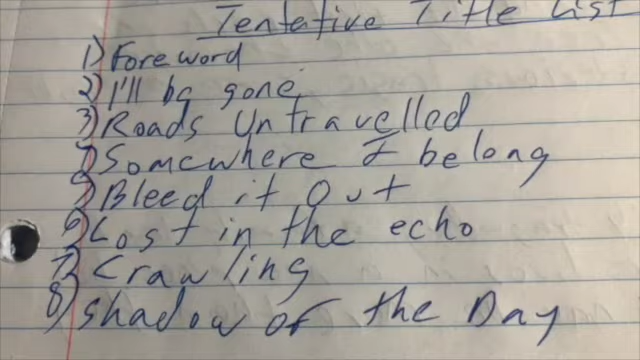 Tentative Title List
1) Foreword
2) I'll be gone
3) Roads Untravelled
4) Somewhere I belong
5) Bleed it Out
6) Lost in the echo
7) Crawling
8) Shadow of the Day